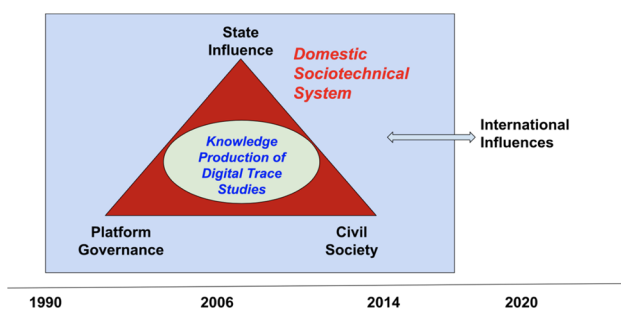 State
Influence
Domestic
Sociotechnical
System
Knowledge
Production of
Digital Trace
Studies
International
Influences
Platform
Governance
Civil
Society
1990 2006 2014 2020